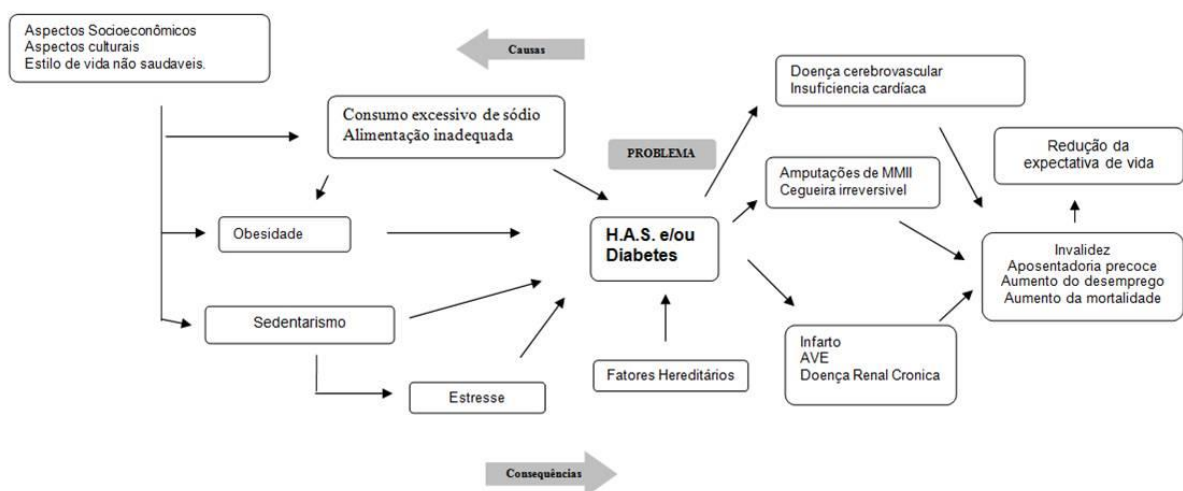 Aspectos Socioeconômicos
Aspectos culturais
Estilo de vida não saudaveis.
Causas
Consumo excessivo de sódio
Alimentação inadequada
Doença cerebrovascular
Insuficiencia cardíaca
PROBLEMA
Redução da
expectativa de vida
Amputações de MMII
Cegueira irreversivel
Obesidade
H.A.S. e/ou
Diabetes
Invalidez
Aposentadoria precoce
Aumento do desemprego
Aumento da mortalidade
Sedentarismo
Infarto
AVE
Doença Renal Cronica
Fatores Hereditários
Estresse
Consequências